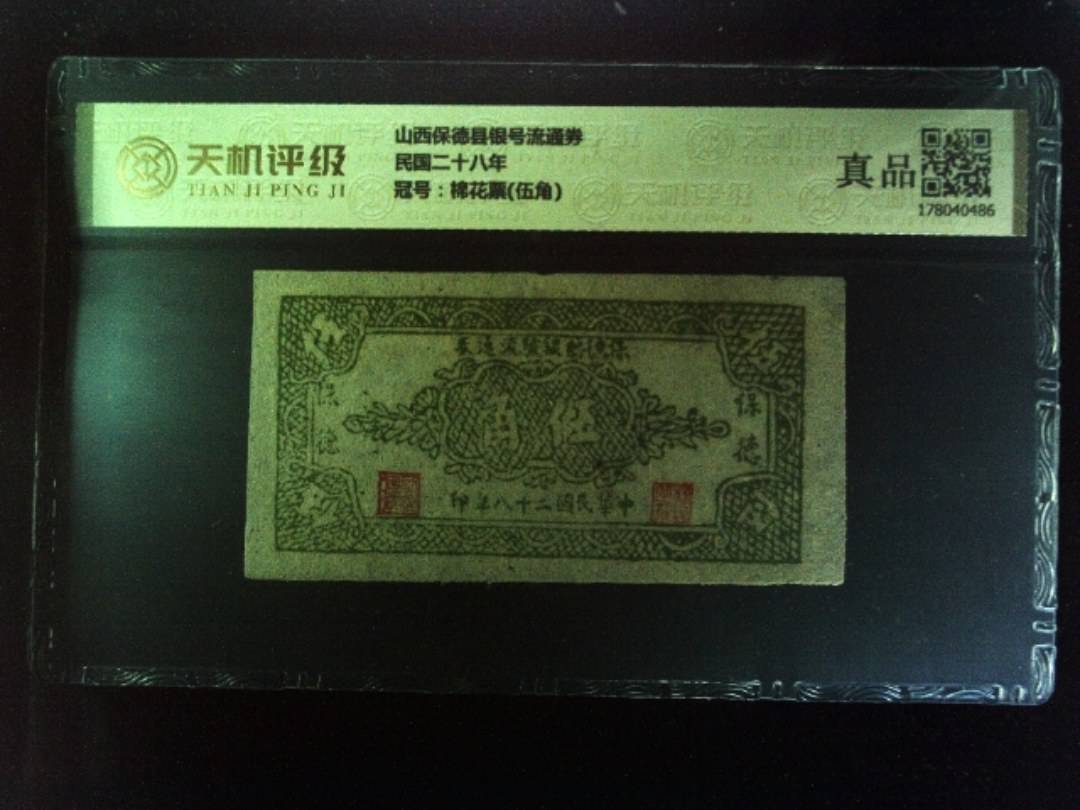 天机评级
TIAN JI PING JI
山西保德县银号流通券
民国二十八年
冠号：棉花票(伍角)
真品
178040486
伍角
保德
保德
中華民國二十八年印